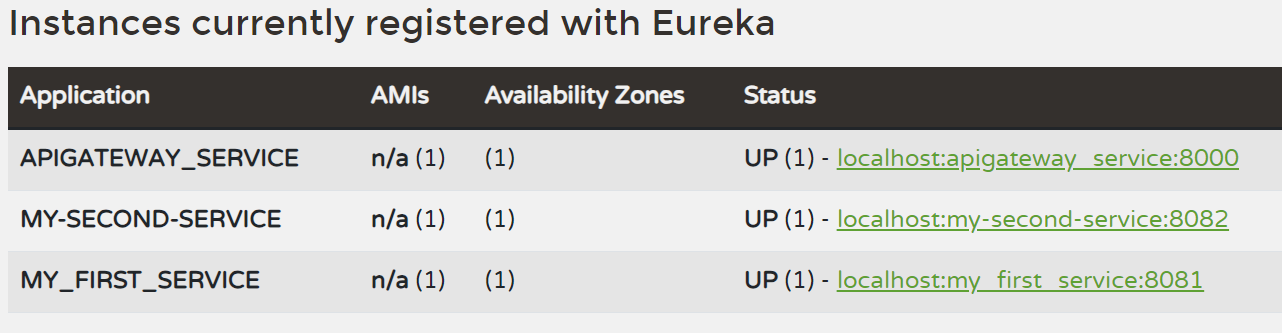 Instances currently registered with Eureka
Application AMIs Availability Zones Status
APIGATEWAY_SERVICE n/a (1) (1) UP (1) - localhost:apigateway_service:8000
MY-SECOND-SERVICE n/a (1) (1) UP (1) - localhost:my-second-service:8082
MY_FIRST_SERVICE n/a (1) (1) UP (1) - localhost:my_first_service:8081